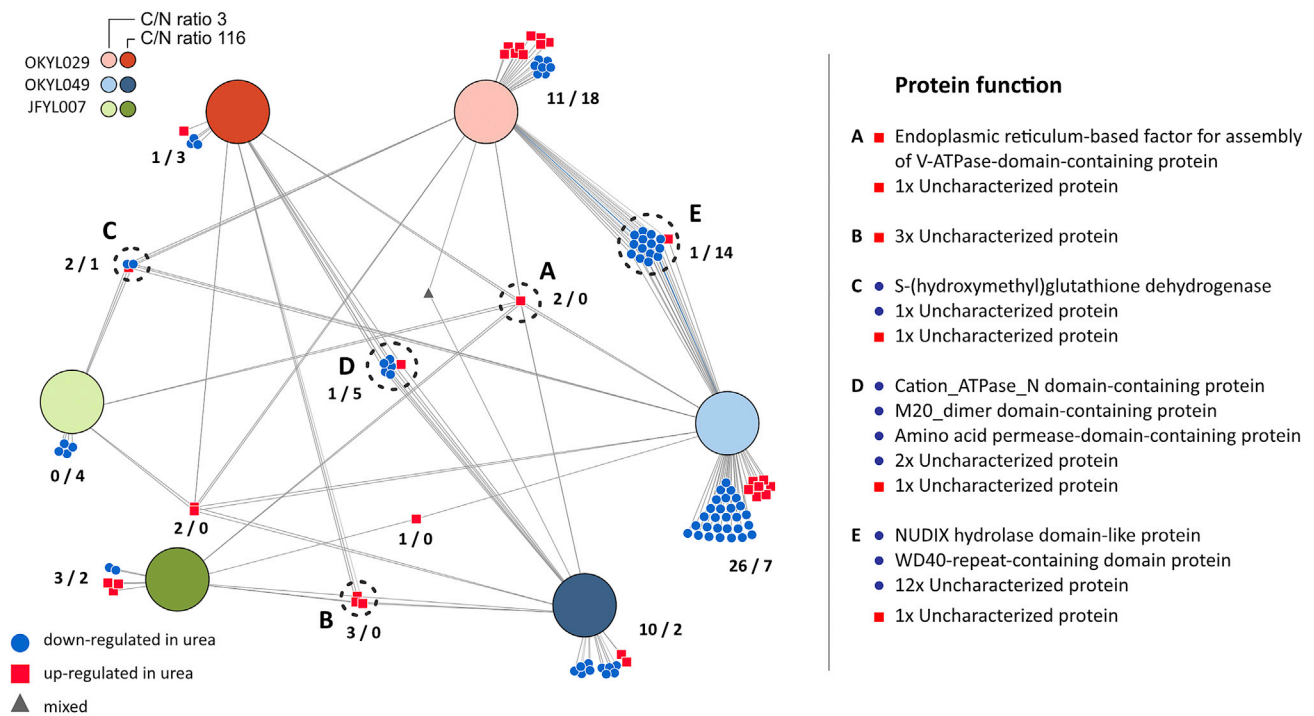 C/N ratio 3
C/N ratio 116
OKYL029
OKYL049
JFYL007
11 / 18
1 / 3
C
2 / 1
E
1 / 14
A
2 / 0
D
1 / 5
0 / 4
2 / 0
1 / 0
26 / 7
3 / 2
B
3 / 0
10 / 2
down-regulated in urea
up-regulated in urea
mixed
Protein function
A Endoplasmic reticulum-based factor for assembly
of V-ATPase-domain-containing protein
1x Uncharacterized protein
B 3x Uncharacterized protein
C S-(hydroxymethyl)glutathione dehydrogenase
1x Uncharacterized protein
1x Uncharacterized protein
D Cation_ATPase_N domain-containing protein
M20_dimer domain-containing protein
Amino acid permease-domain-containing protein
2x Uncharacterized protein
1x Uncharacterized protein
E NUDIX hydrolase domain-like protein
WD40-repeat-containing domain protein
12x Uncharacterized protein
1x Uncharacterized protein